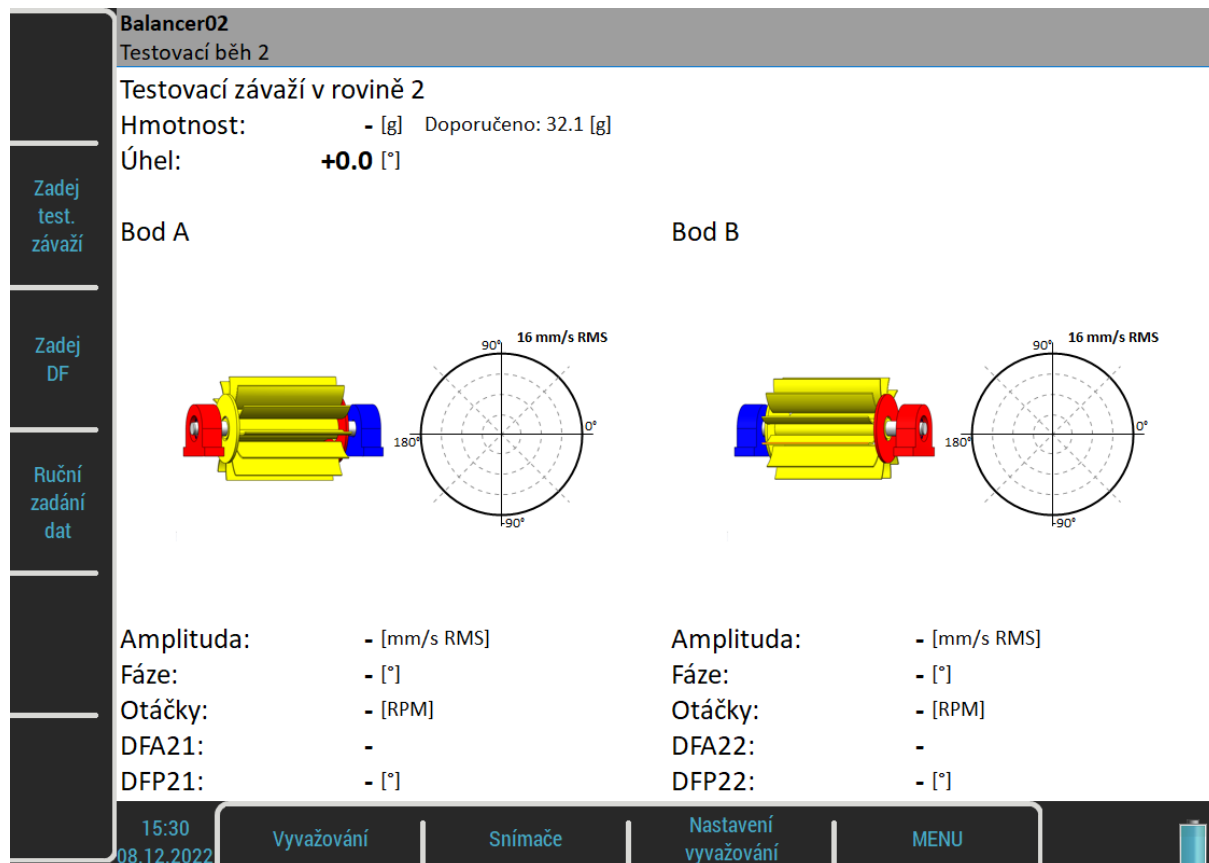 Balancer02
Testovací běh 2
Testovací závaží v rovině 2
Hmotnost: - [g] Doporučeno: 32.1 [g]
Úhel: +0.0 [°]
Zadej
test.
závaží
Zadej
DF
Ruční
zadání
dat
Bod A
90° 16 mm/s RMS
180° 0°
-90°
Amplituda: - [mm/s RMS]
Fáze: - [°]
Otáčky: - [RPM]
DFA21: -
DFP21: - [°]
Bod B
90° 16 mm/s RMS
180° 0°
-90°
Amplituda: - [mm/s RMS]
Fáze: - [°]
Otáčky: - [RPM]
DFA22: -
DFP22: - [°]
15:30
08.12.2022
Vyvažování
Snímače
Nastavení
vyvažování
MENU